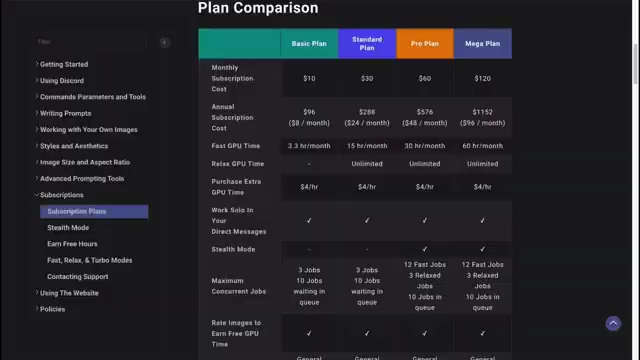 Plan Comparison
Filter
Getting Started
Using Discord
Commands Parameters and Tools
Writing Prompts
Working with Your Own Images
Styles and Aesthetics
Image Size and Aspect Ratio
Advanced Prompting Tools
Subscriptions
Subscription Plans
Stealth Mode
Earn Free Hours
Fast, Relax, & Turbo Modes
Contacting Support
Using The Website
Policies
Basic Plan Standard Plan Pro Plan Mega Plan
Monthly Subscription Cost $10 $30 $60 $120
Annual Subscription Cost $96 ($8 / month) $288 ($24 / month) $576 ($48 / month) $1152 ($96 / month)
Fast GPU Time 3.3 hr/month 15 hr/month 30 hr/month 60 hr/month
Relax GPU Time - Unlimited Unlimited Unlimited
Purchase Extra GPU Time $4/hr $4/hr $4/hr $4/hr
Work Solo In Your Direct Messages ✓ ✓ ✓ ✓
Stealth Mode - - ✓ ✓
Maximum Concurrent Jobs 3 Jobs 10 Jobs waiting in queue 3 Jobs 10 Jobs waiting in queue 12 Fast Jobs 3 Relaxed Jobs 10 Jobs in queue 12 Fast Jobs 3 Relaxed Jobs 10 Jobs in queue
Rate Images to Earn Free GPU Time ✓ ✓ ✓ ✓
General General General General